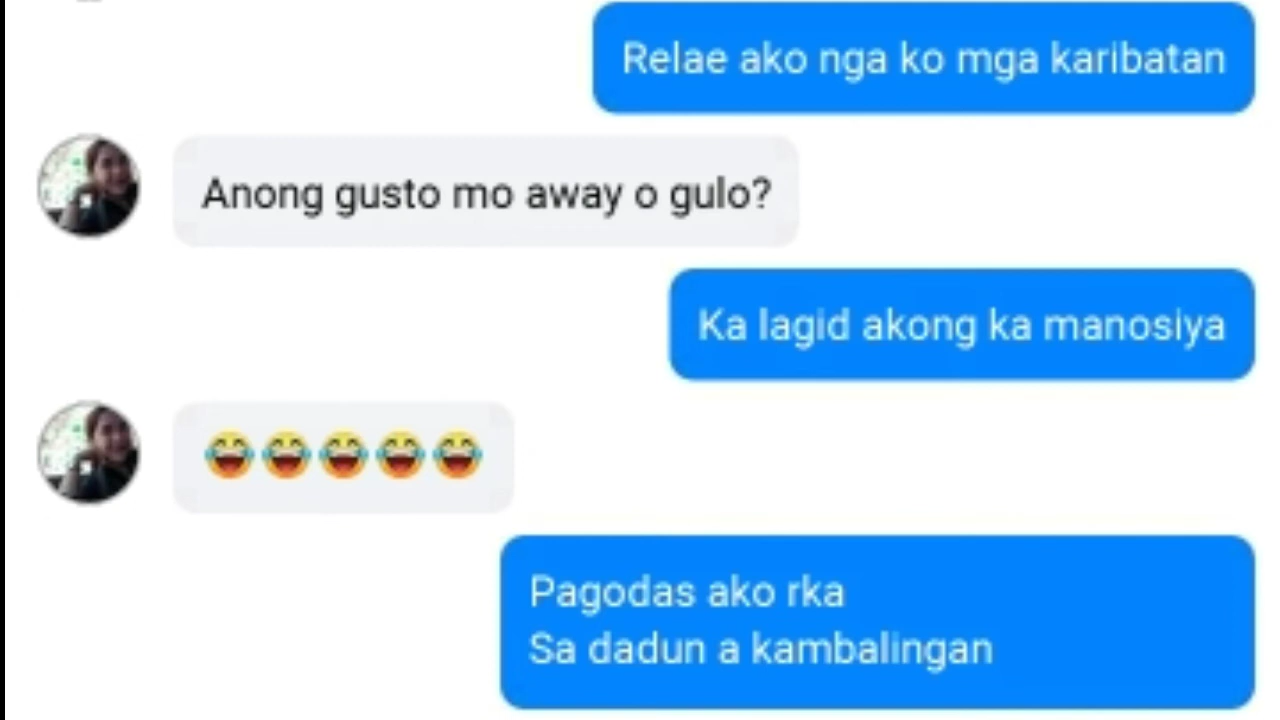 Relae ako nga ko mga karibatan
Anong gusto mo away o gulo?
Ka lagid akong ka manosiya
😂😂😂😂😂
Pagodas ako rka
Sa dadun a kambalingan